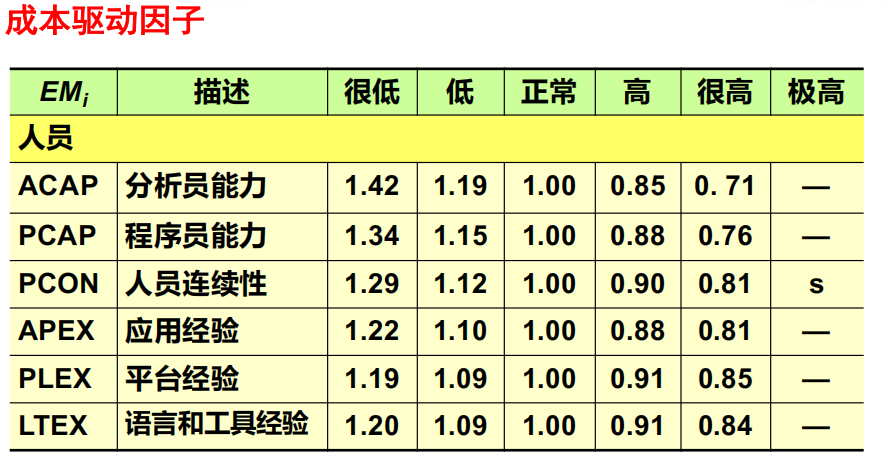 成本驱动因子
EMi 描述 很低 低 正常 高 很高 极高
人员
ACAP 分析员能力 1.42 1.19 1.00 0.85 0. 71 —
PCAP 程序员能力 1.34 1.15 1.00 0.88 0.76 —
PCON 人员连续性 1.29 1.12 1.00 0.90 0.81 s
APEX 应用经验 1.22 1.10 1.00 0.88 0.81 —
PLEX 平台经验 1.19 1.09 1.00 0.91 0.85 —
LTEX 语言和工具经验 1.20 1.09 1.00 0.91 0.84 —